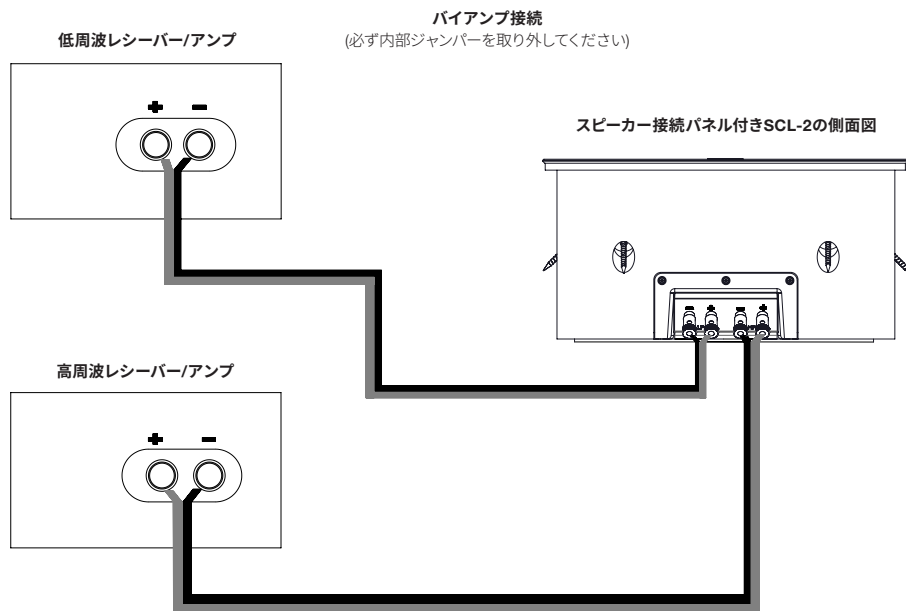 バイアンプ接続
(必ず内部ジャンパーを取り外してください)
低周波レシーバー/アンプ
スピーカー接続パネル付きSCL-2の側面図
高周波レシーバー/アンプ